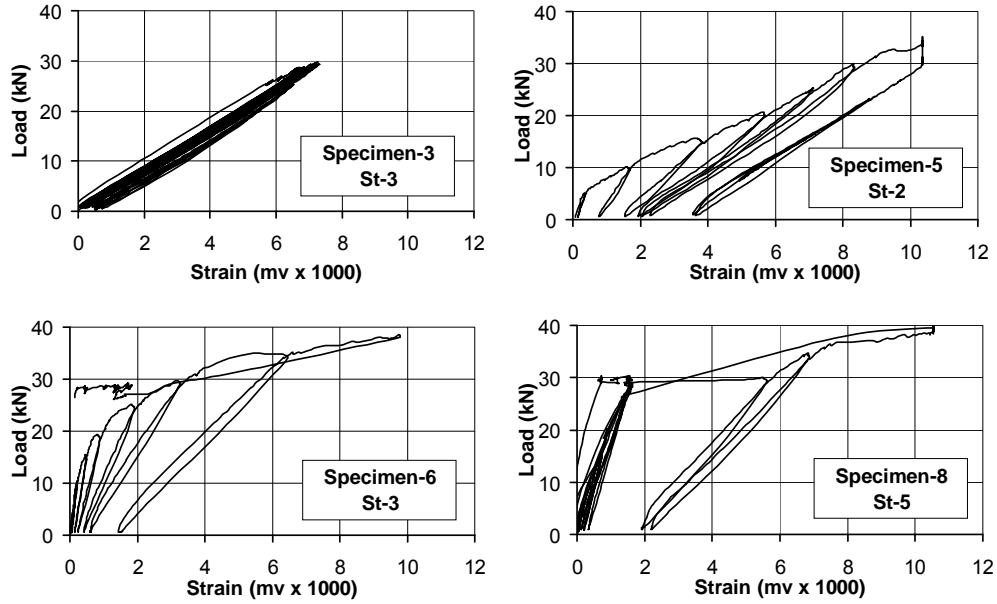 40
30
20
10
0
Load (kN)
Specimen-3
St-3
0 2 4 6 8 10 12
Strain (mv x 1000)
40
30
20
10
0
Load (kN)
Specimen-5
St-2
0 2 4 6 8 10 12
Strain (mv x 1000)
40
30
20
10
0
Load (kN)
Specimen-6
St-3
0 2 4 6 8 10 12
Strain (mv x 1000)
40
30
20
10
0
Load (kN)
Specimen-8
St-5
0 2 4 6 8 10 12
Strain (mv x 1000)